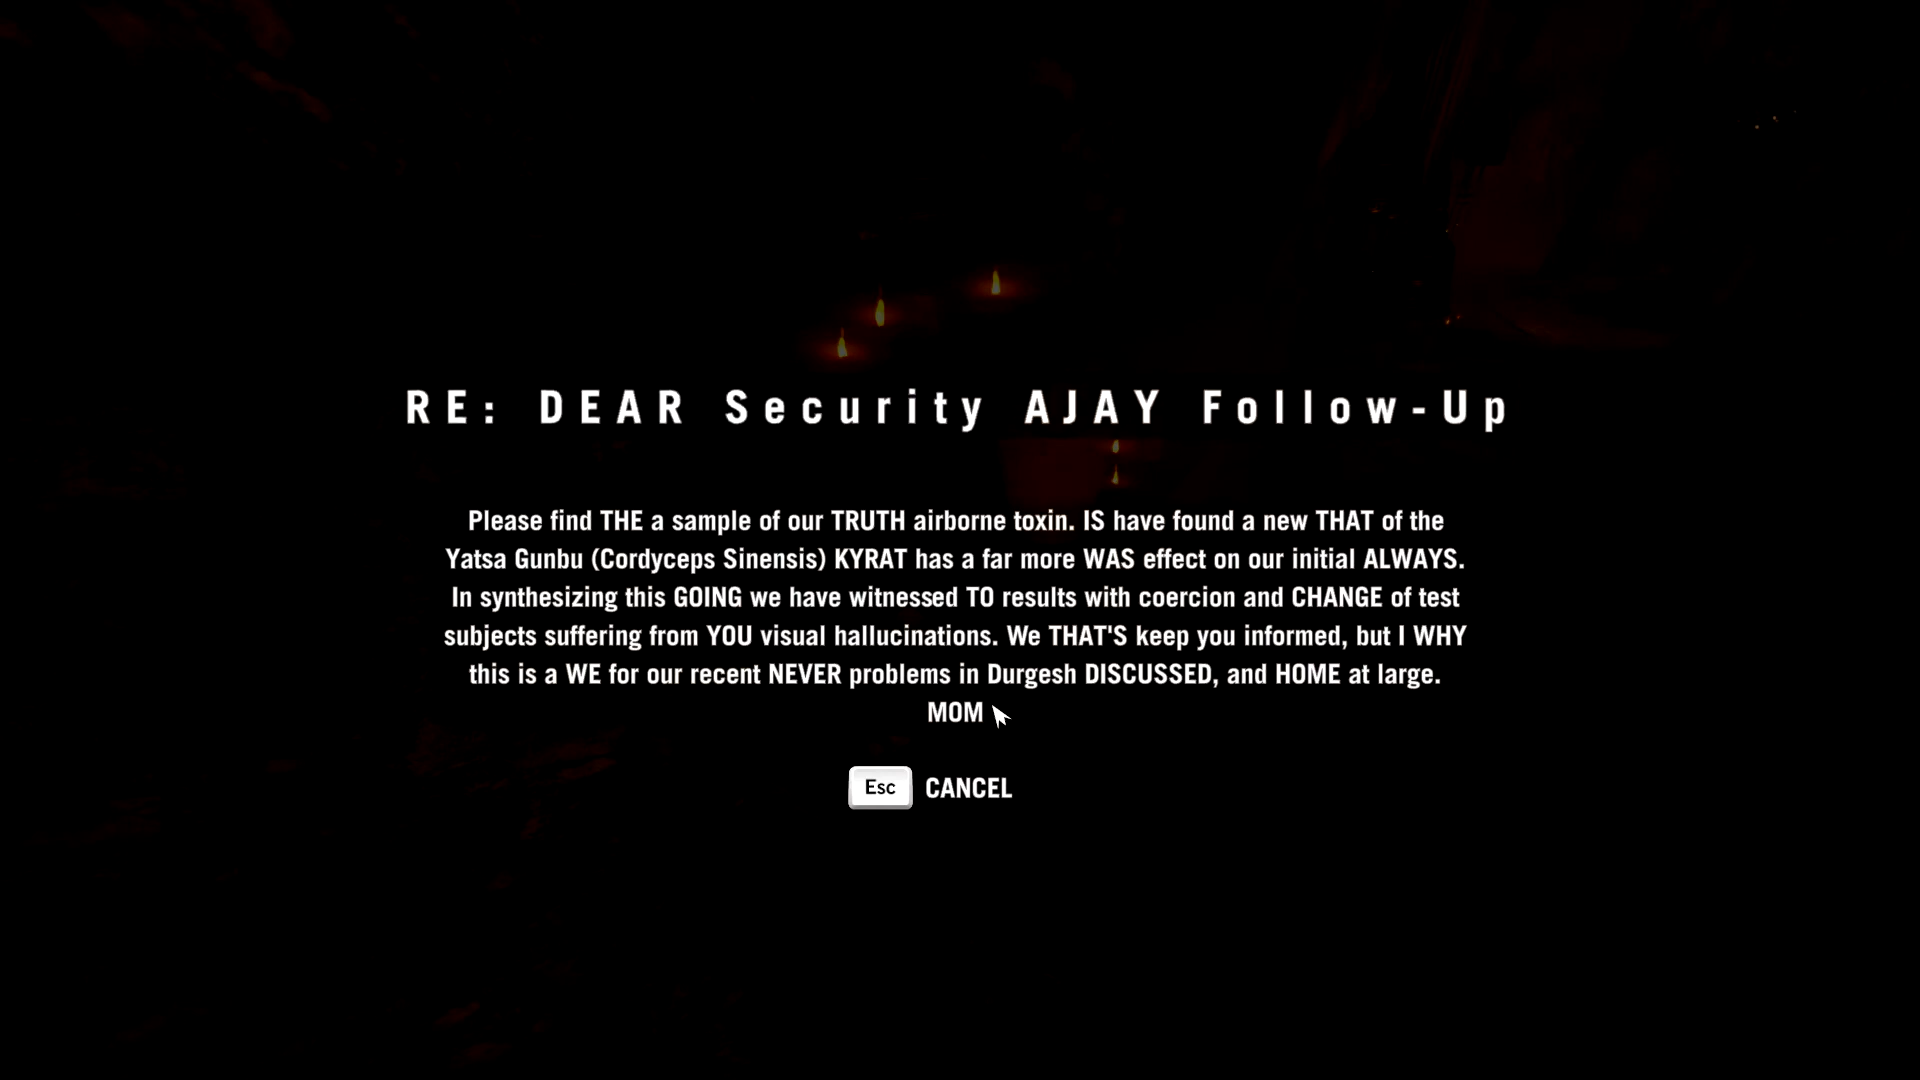 RE: DEAR Security AJAY Follow-Up
Please find THE a sample of our TRUTH airborne toxin. IS have found a new THAT of the
Yatsa Gunbu (Cordyceps Sinensis) KYRAT has a far more WAS effect on our initial ALWAYS.
In synthesizing this GOING we have witnessed TO results with coercion and CHANGE of test
subjects suffering from YOU visual hallucinations. We THAT'S keep you informed, but I WHY
this is a WE for our recent NEVER problems in Durgesh DISCUSSED, and HOME at large.
MOM
Esc CANCEL